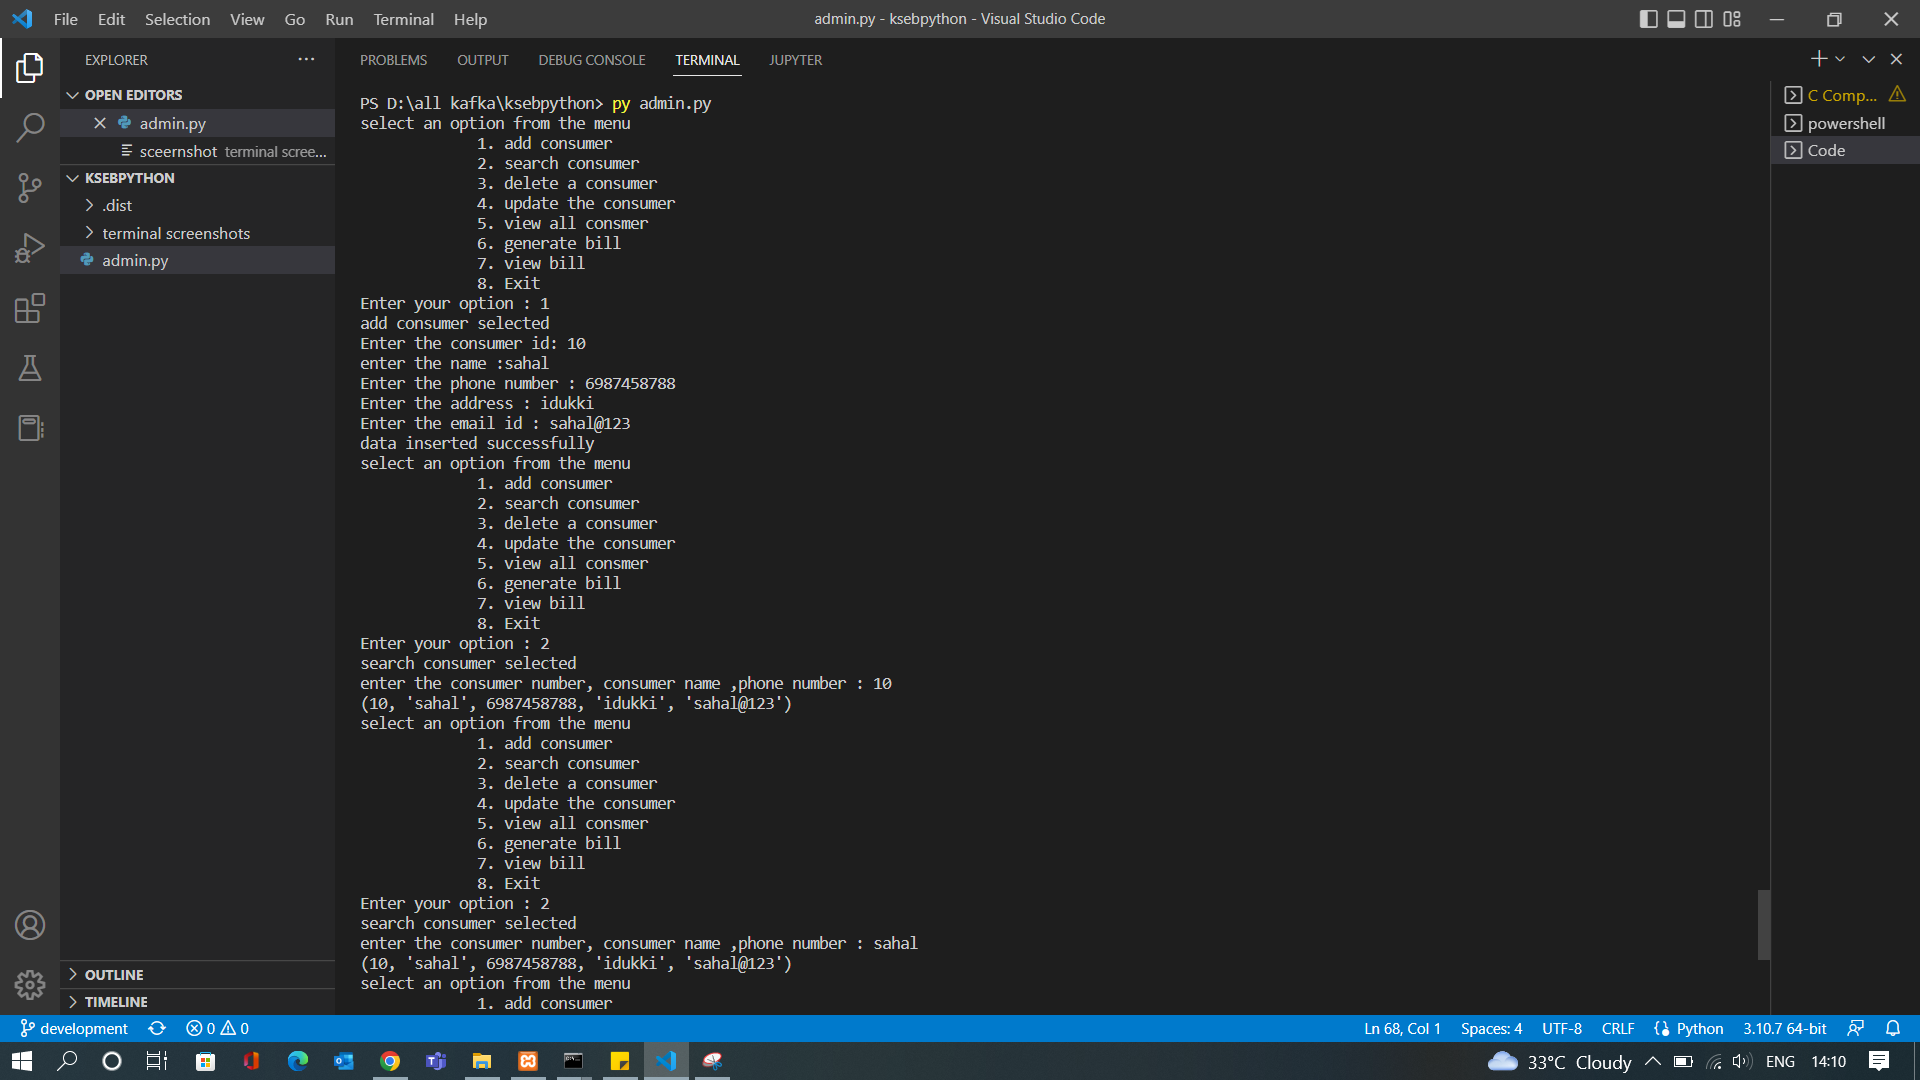 File Edit Selection View Go Run Terminal Help
admin.py - ksebpython - Visual Studio Code
EXPLORER
OPEN EDITORS
admin.py
sceernshot terminal scree...
KSEBPYTHON
.dist
terminal screenshots
admin.py
OUTLINE
TIMELINE
PROBLEMS OUTPUT DEBUG CONSOLE TERMINAL JUPYTER
PS D:\all kafka\ksebpython> py admin.py
select an option from the menu
1. add consumer
2. search consumer
3. delete a consumer
4. update the consumer
5. view all consmer
6. generate bill
7. view bill
8. Exit
Enter your option : 1
add consumer selected
Enter the consumer id: 10
enter the name :sahal
Enter the phone number : 6987458788
Enter the address : idukki
Enter the email id : sahal@123
data inserted successfully
select an option from the menu
1. add consumer
2. search consumer
3. delete a consumer
4. update the consumer
5. view all consmer
6. generate bill
7. view bill
8. Exit
Enter your option : 2
search consumer selected
enter the consumer number, consumer name ,phone number : 10
(10, 'sahal', 6987458788, 'idukki', 'sahal@123')
select an option from the menu
1. add consumer
2. search consumer
3. delete a consumer
4. update the consumer
5. view all consmer
6. generate bill
7. view bill
8. Exit
Enter your option : 2
search consumer selected
enter the consumer number, consumer name ,phone number : sahal
(10, 'sahal', 6987458788, 'idukki', 'sahal@123')
select an option from the menu
1. add consumer
C Comp...
powershell
Code
development 0 0
Ln 68, Col 1 Spaces: 4 UTF-8 CRLF Python 3.10.7 64-bit
33°C Cloudy ENG 14:10